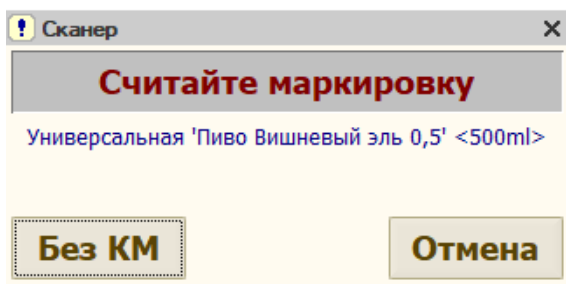 Сканер
Считайте маркировку
Универсальная 'Пиво Вишневый эль 0,5' <500ml>
Без КМ
Отмена